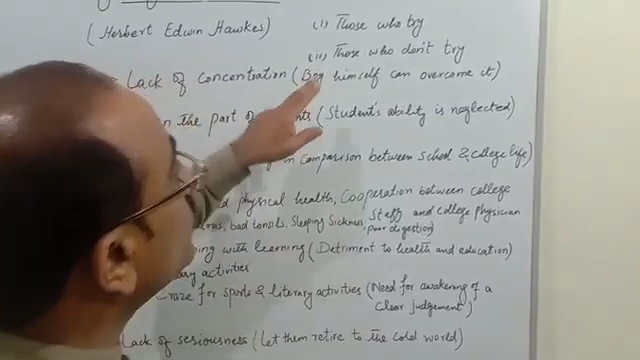 (Herbert Edwin Hawkes)
(i) Those who try
(ii) Those who don't try
Lack of concentration (Boy himself can overcome it)
on the part of (Student's ability is neglected)
in comparison between school & college life)
physical health, Cooperation between college
bad tonsils, Sleeping Sickness, Staff and college physician
poor digestion)
with learning (Detriment to health and education)
activities
Craze for sports & literary activities (Need for awakening of a
clear judgement)
Lack of seriousness (Let them retire to the cold world)